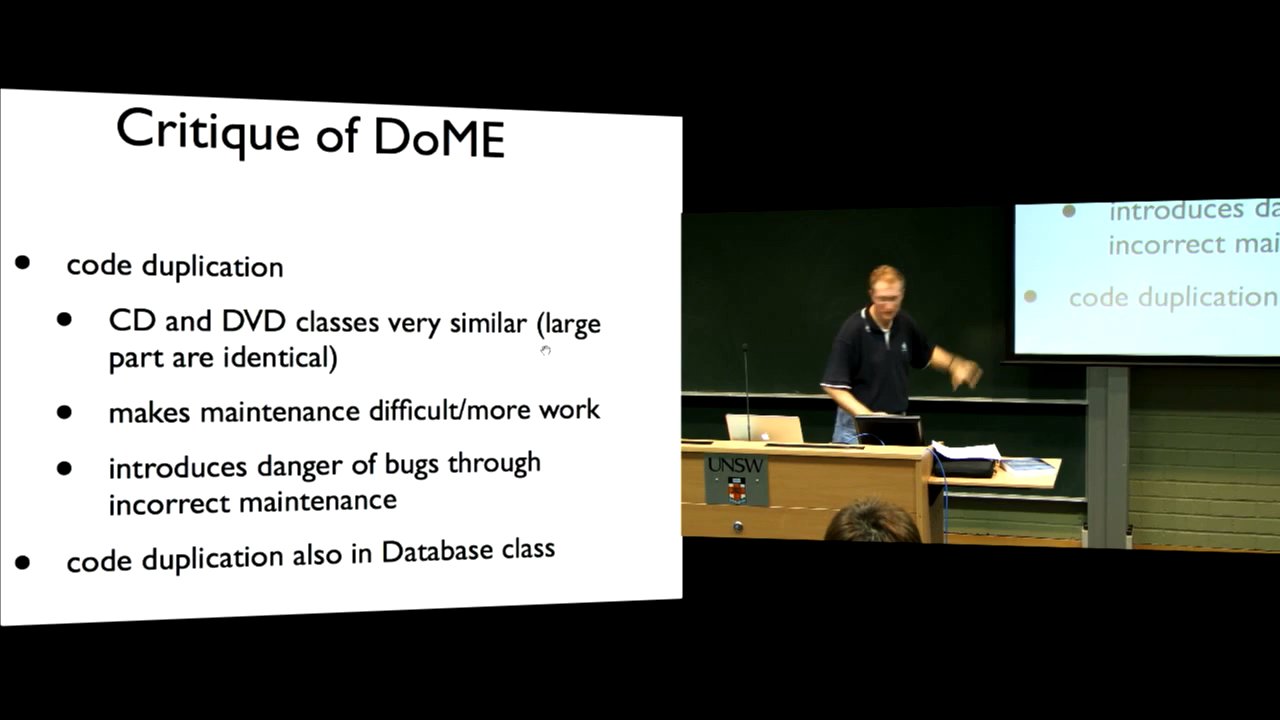 Critique of DoME
• code duplication
• CD and DVD classes very similar (large
part are identical)
• makes maintenance difficult/more work
• introduces danger of bugs through
incorrect maintenance
• code duplication also in Database class
• introduces da
incorrect mai
• code duplication
UNSW